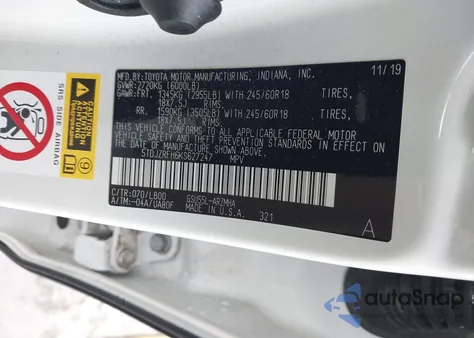 MFD. BY: TOYOTA MOTOR MANUFACTURING, INDIANA, INC. 11/19
GVWR: 2720KG (6000LB)
GAWR: FRT. 1345KG (2955LB) WITH 245/60R18 TIRES,
18X7.5J RIMS,
RR. 1590KG (3505LB) WITH 245/60R18 TIRES,
RIMS,
THIS VEHICLE CONFORMS TO ALL APPLICABLE FEDERAL MOTOR
VEHICLE SAFETY AND THEFT PREVENTION STANDARDS IN EFFECT ON
THE DATE OF MANUFACTURE SHOWN ABOVE.
5TDJZRFH6KS627247 MPV
C/TR: 070/LB00 GSU55L-ARZMHA
A/TM: -04A/UA80F MADE IN U.S.A. 321
A
SRS SIDE AIRBAG
autoSnap